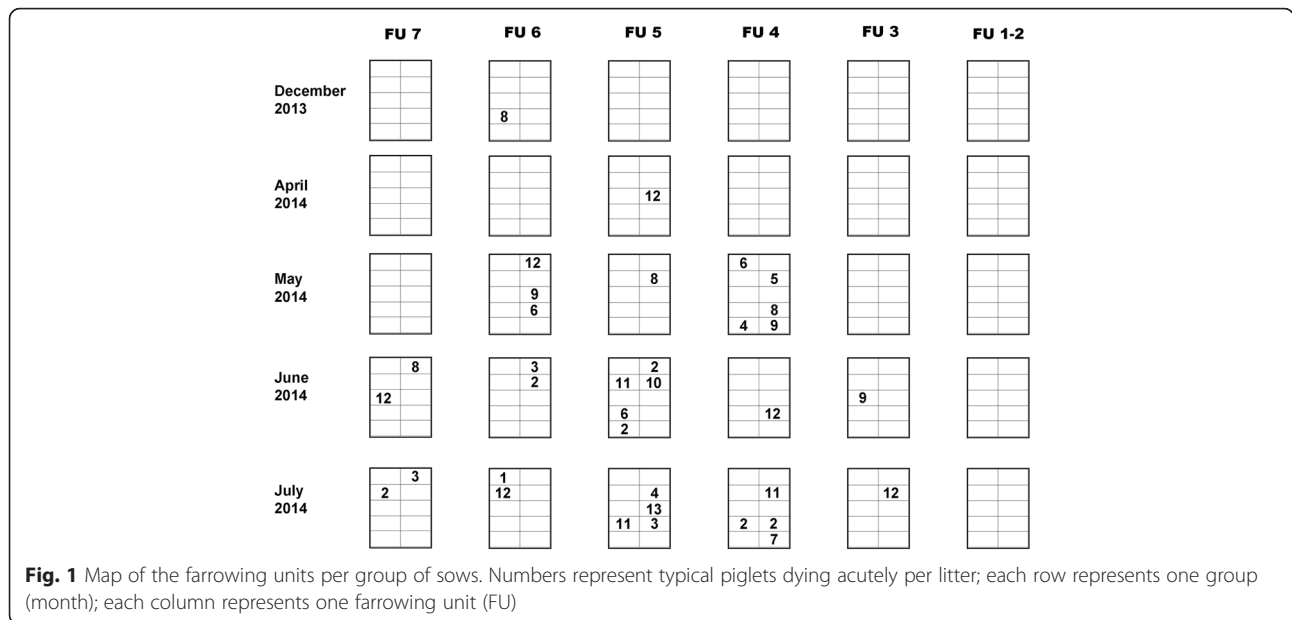 FU 7 FU 6 FU 5 FU 4 FU 3 FU 1-2
December
2013
8
April
2014
12
May
2014
12 6
8 5
9
6 8
4 9
June
2014
8 3 2
2 11 10
12 9
6 12
2
July
2014
3 1
2 12 4 11 12
13
11 3 2 2
7
Fig. 1 Map of the farrowing units per group of sows. Numbers represent typical piglets dying acutely per litter; each row represents one group
(month); each column represents one farrowing unit (FU)